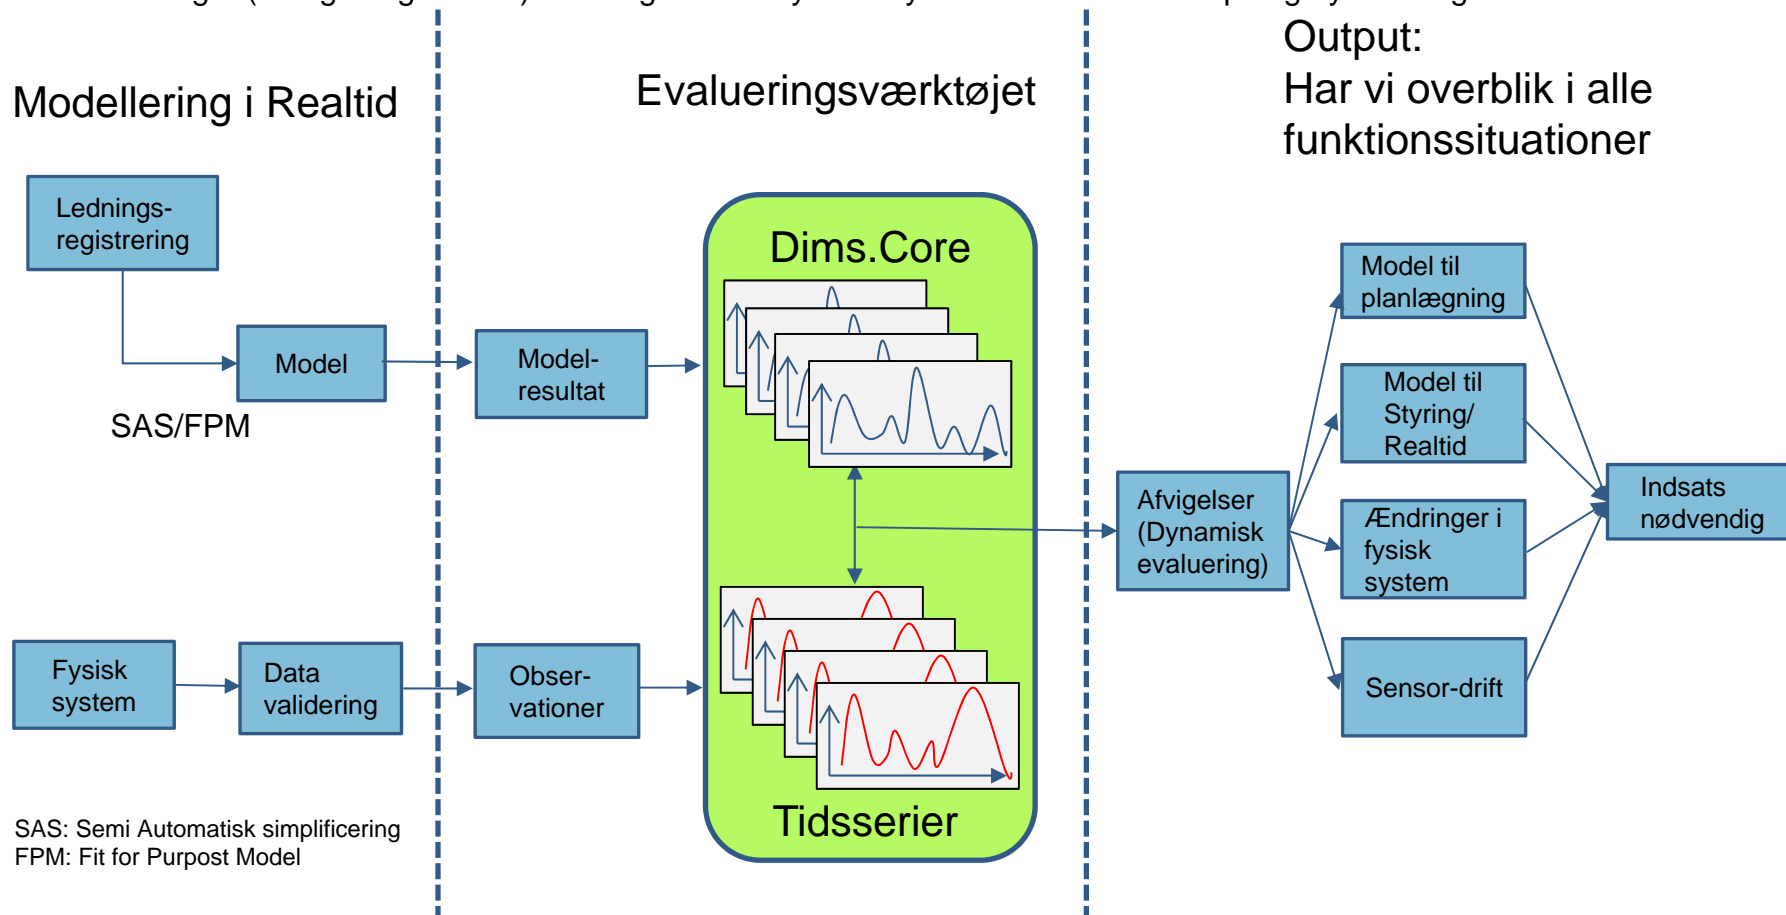 Modellering i Realtid
Evalueringsværktøjet
Output:
Har vi overblik i alle
funktionssituationer
Lednings-
registrering
Model
SAS/FPM
Model-
resultat
Dims.Core
Fysisk
system
Data
validering
Obser-
vationer
Tidsserier
Afvigelser
(Dynamisk
evaluering)
Model til
planlægning
Model til
Styring/
Realtid
Ændringer i
fysisk
system
Sensor-drift
Indsats
nødvendig
SAS: Semi Automatisk simplificering
FPM: Fit for Purpost Model